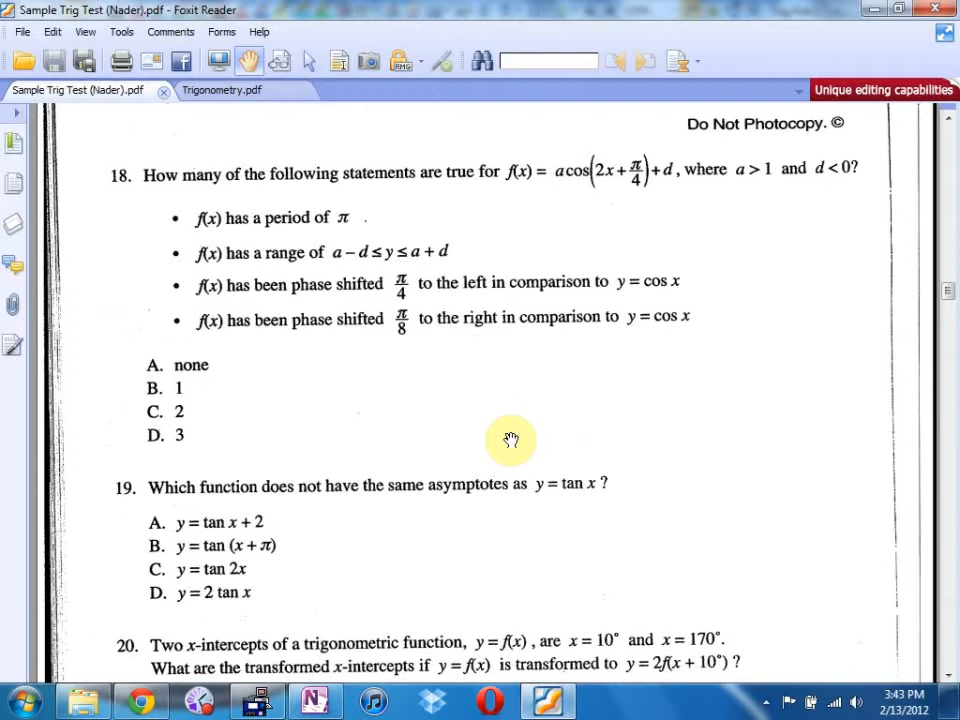 Sample Trig Test (Nader).pdf - Foxit Reader
File Edit View Tools Comments Forms Help
Sample Trig Test (Nader).pdf Trigonometry.pdf Unique editing capabilities
Do Not Photocopy. ©
18. How many of the following statements are true for f(x) = a cos(2x + π/4) + d, where a > 1 and d < 0?
• f(x) has a period of π .
• f(x) has a range of a − d ≤ y ≤ a + d
• f(x) has been phase shifted π/4 to the left in comparison to y = cos x
• f(x) has been phase shifted π/8 to the right in comparison to y = cos x
A. none
B. 1
C. 2
D. 3
19. Which function does not have the same asymptotes as y = tan x ?
A. y = tan x + 2
B. y = tan (x + π)
C. y = tan 2x
D. y = 2 tan x
20. Two x-intercepts of a trigonometric function, y = f(x) , are x = 10° and x = 170°.
What are the transformed x-intercepts if y = f(x) is transformed to y = 2f(x + 10°) ?
3:43 PM
2/13/2012